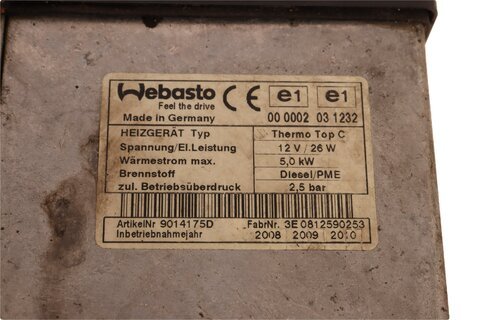 Webasto
Feel the drive
CE e1 e1
Made in Germany 00 0002 03 1232
HEIZGERÄT Typ Thermo Top C
Spannung/El.Leistung 12 V / 26 W
Wärmestrom max. 5,0 kW
Brennstoff Diesel/PME
zul. Betriebsüberdruck 2,5 bar
ArtikelNr 9014175D FabrNr. 3E 0812590253
Inbetriebnahmejahr 2008 2009 2010